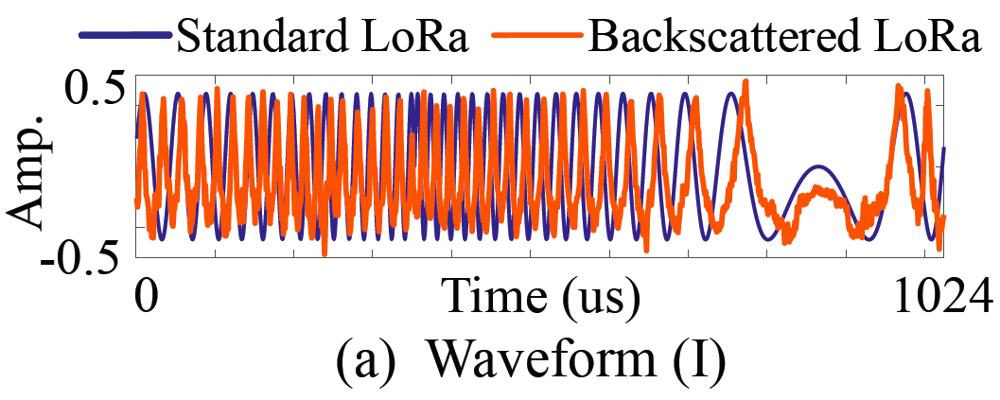 Standard LoRa Backscattered LoRa
0.5
Amp.
-0.5
0 Time (us) 1024
(a) Waveform (I)